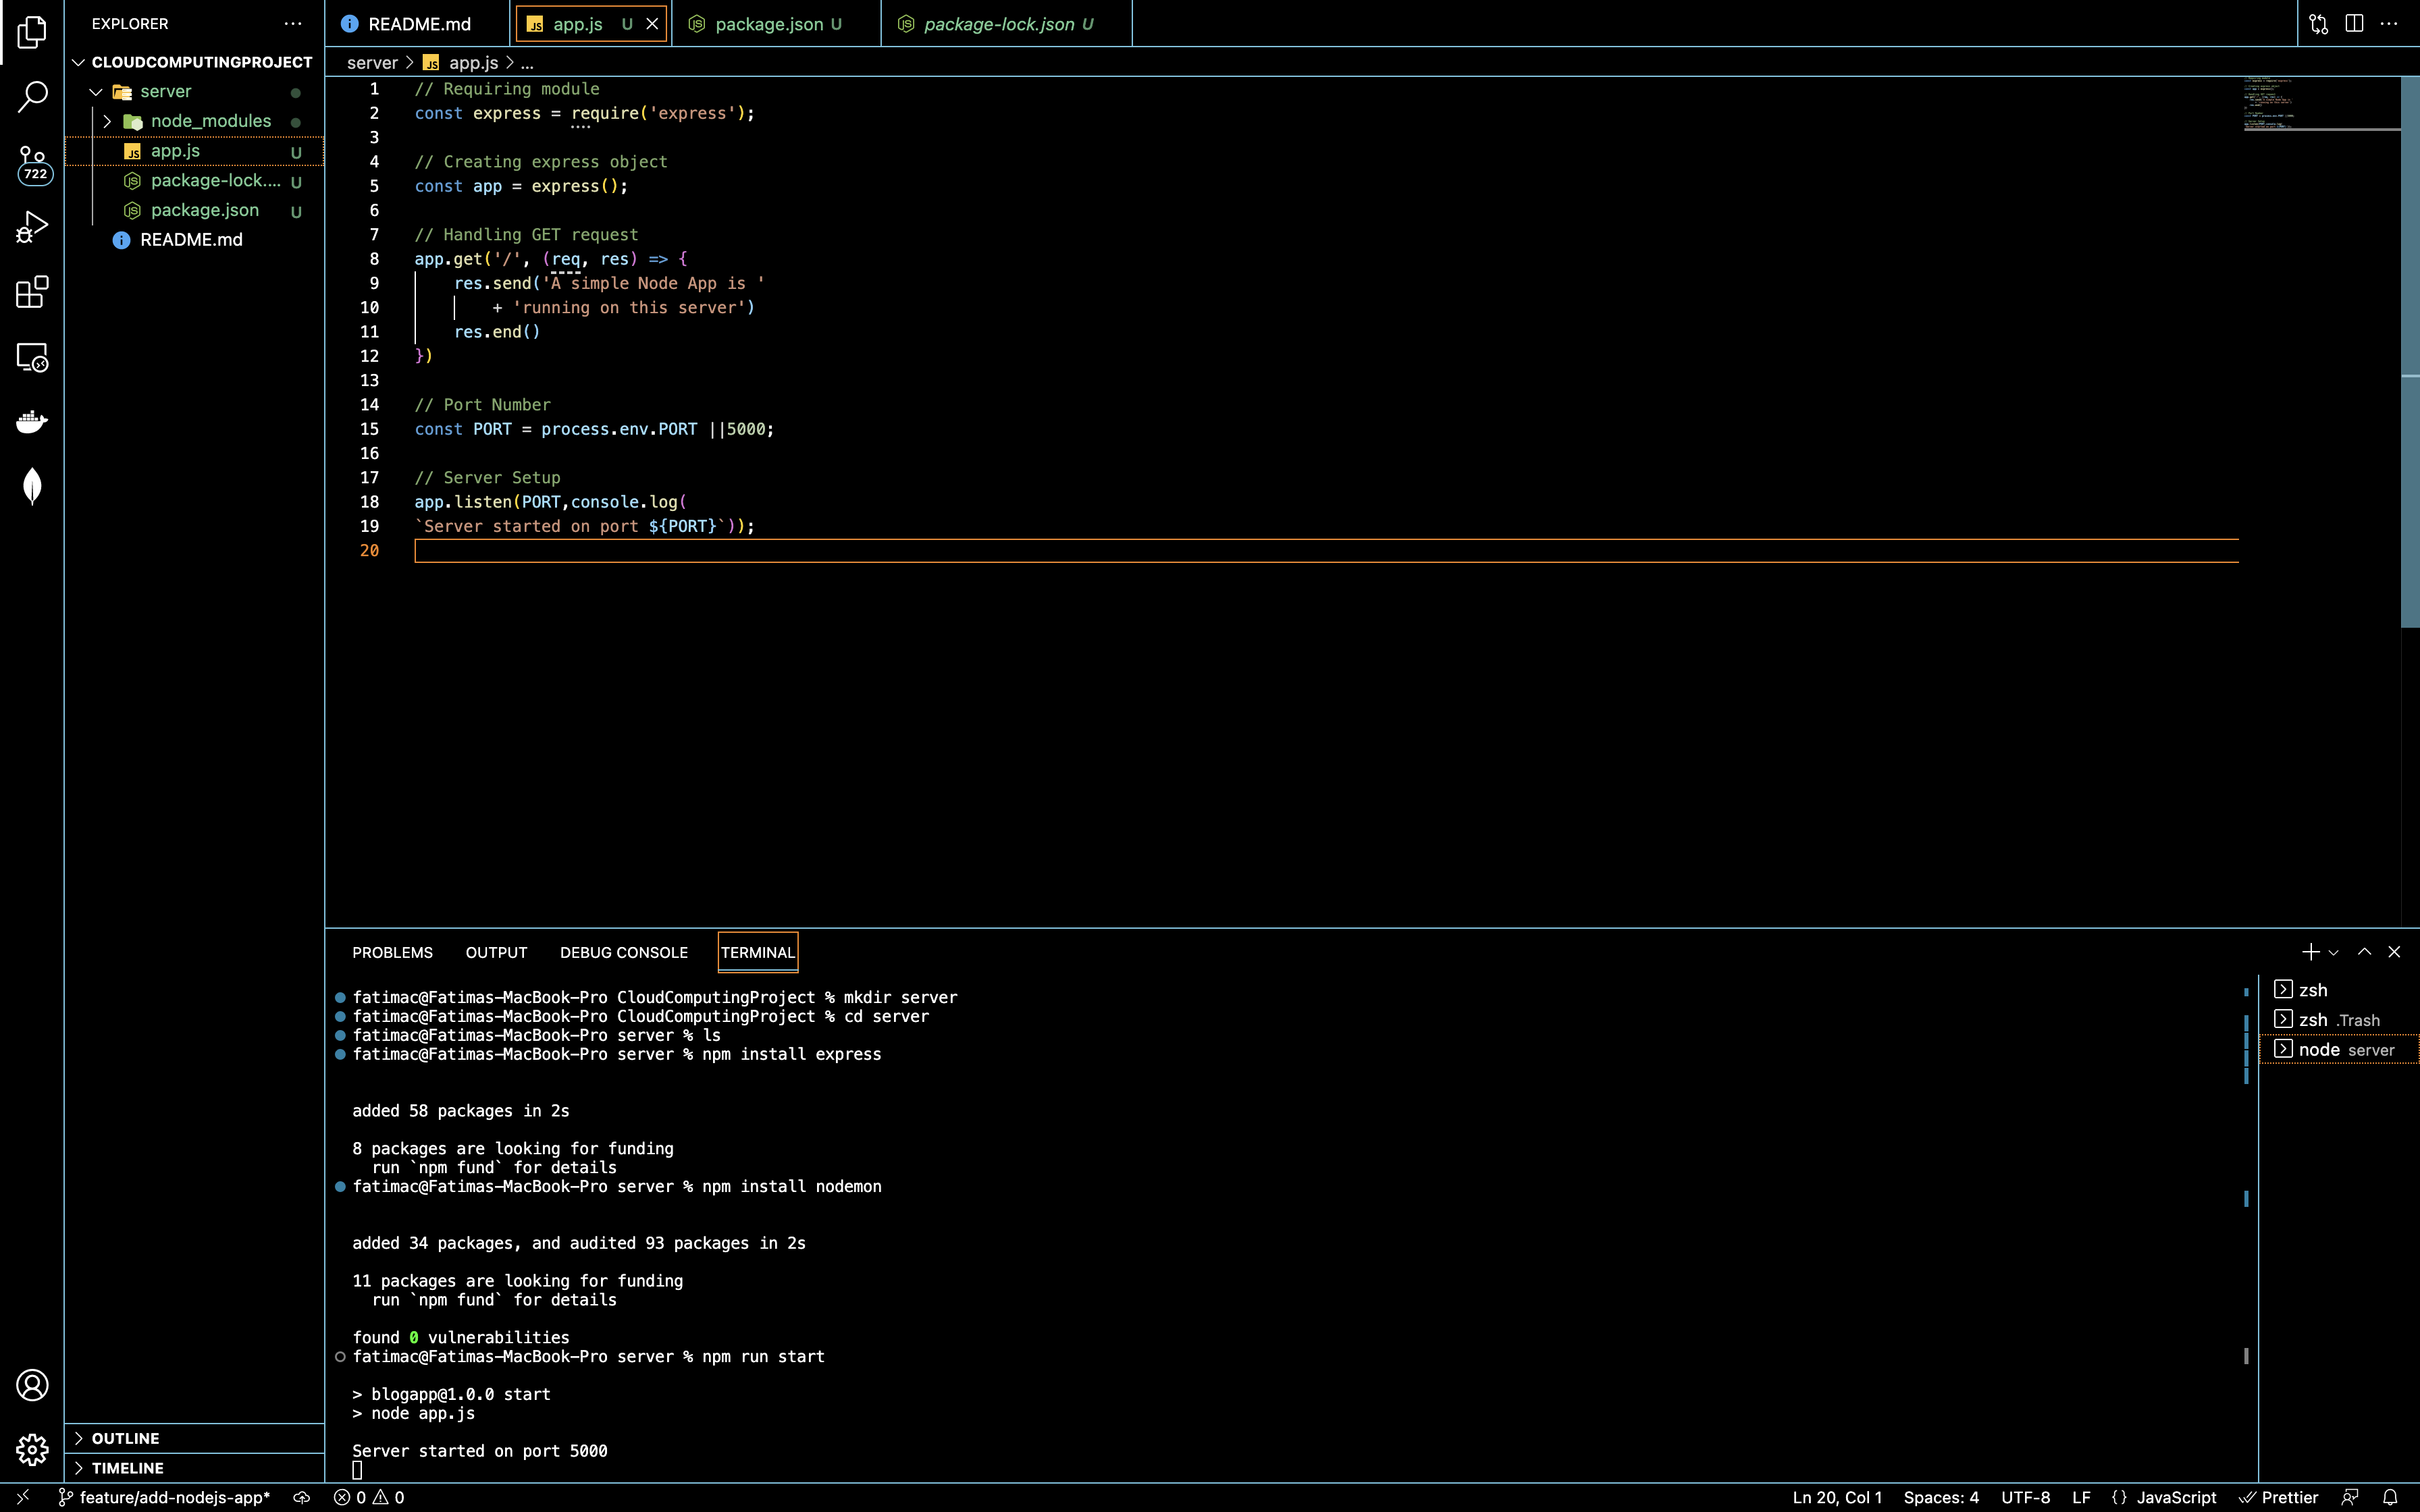 EXPLORER
CLOUDCOMPUTINGPROJECT
server
node_modules
app.js U
package-lock.... U
package.json U
README.md
722
OUTLINE
TIMELINE
README.md
app.js U
package.json U
package-lock.json U
server > app.js > ...
1 // Requiring module
2 const express = require('express');
3
4 // Creating express object
5 const app = express();
6
7 // Handling GET request
8 app.get('/', (req, res) => {
9 res.send('A simple Node App is '
10 + 'running on this server')
11 res.end()
12 })
13
14 // Port Number
15 const PORT = process.env.PORT ||5000;
16
17 // Server Setup
18 app.listen(PORT,console.log(
19 `Server started on port ${PORT}`));
20
PROBLEMS OUTPUT DEBUG CONSOLE TERMINAL
fatimac@Fatimas-MacBook-Pro CloudComputingProject % mkdir server
fatimac@Fatimas-MacBook-Pro CloudComputingProject % cd server
fatimac@Fatimas-MacBook-Pro server % ls
fatimac@Fatimas-MacBook-Pro server % npm install express
added 58 packages in 2s
8 packages are looking for funding
run `npm fund` for details
fatimac@Fatimas-MacBook-Pro server % npm install nodemon
added 34 packages, and audited 93 packages in 2s
11 packages are looking for funding
run `npm fund` for details
found 0 vulnerabilities
fatimac@Fatimas-MacBook-Pro server % npm run start
> blogapp@1.0.0 start
> node app.js
Server started on port 5000
zsh
zsh .Trash
node server
feature/add-nodejs-app* 0 0 Ln 20, Col 1 Spaces: 4 UTF-8 LF {} JavaScript Prettier